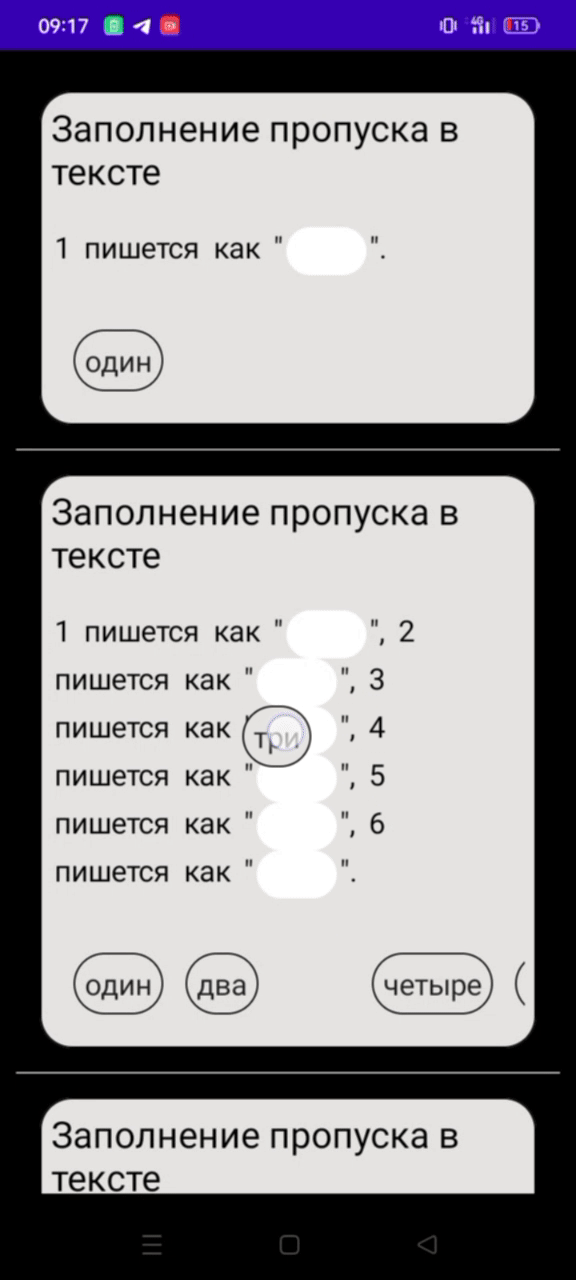 09:17 4G 15
Заполнение пропуска в
тексте
1 пишется как " ".
один
Заполнение пропуска в
тексте
1 пишется как " ", 2
пишется как " ", 3
пишется как " три ", 4
пишется как " ", 5
пишется как " ", 6
пишется как " ".
один два четыре
Заполнение пропуска в
тексте